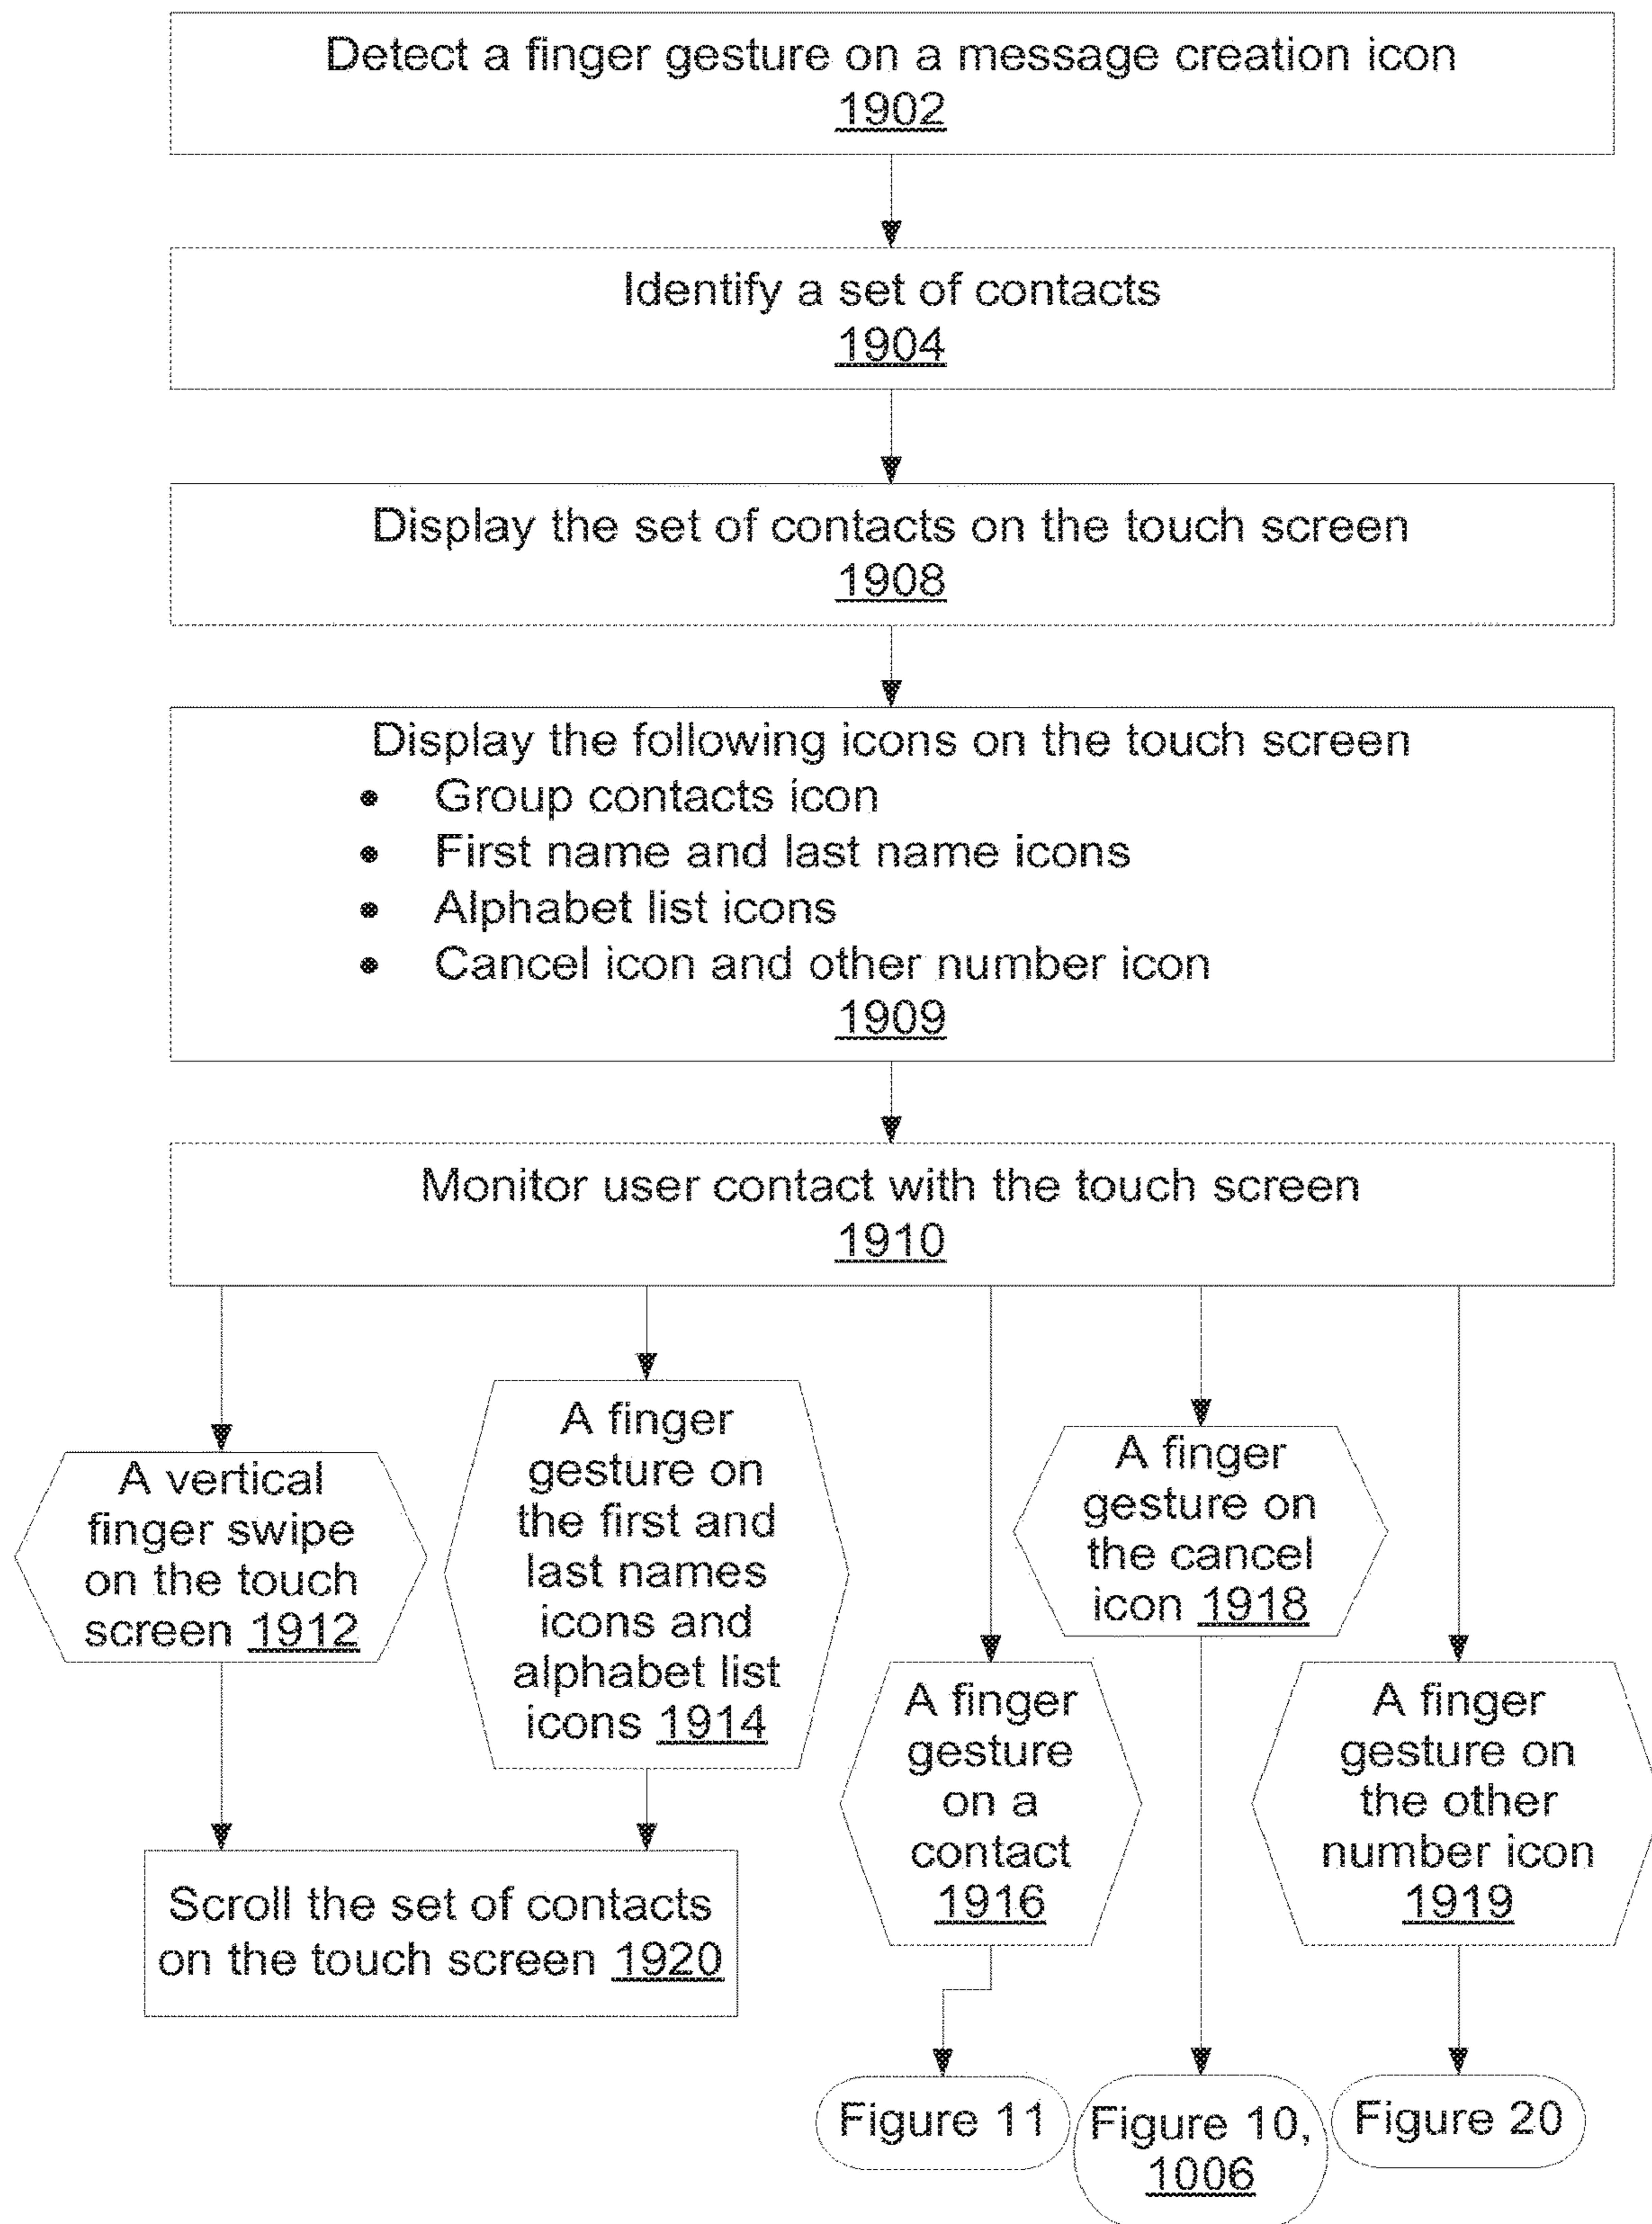 Detect a finger gesture on a message creation icon
1902
Identify a set of contacts
1904
Display the set of contacts on the touch screen
1908
Display the following icons on the touch screen
• Group contacts icon
• First name and last name icons
• Alphabet list icons
• Cancel icon and other number icon
1909
Monitor user contact with the touch screen
1910
A vertical
finger swipe
on the touch
screen 1912
A finger
gesture on
the first and
last names
icons and
alphabet list
icons 1914
A finger
gesture
on a
contact
1916
A finger
gesture on
the cancel
icon 1918
A finger
gesture on
the other
number icon
1919
Scroll the set of contacts
on the touch screen 1920
Figure 11
Figure 10,
1006
Figure 20